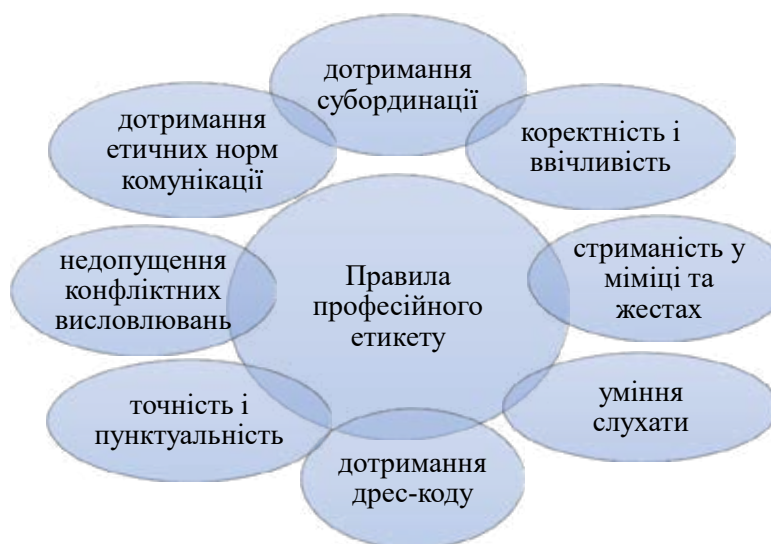 дотримання
субординації
коректність і
ввічливість
стриманість у
міміці та
жестах
уміння
слухати
дотримання
дрес-коду
точність і
пунктуальність
недопущення
конфліктних
висловлювань
дотримання
етичних норм
комунікації
Правила
професійного
етикету